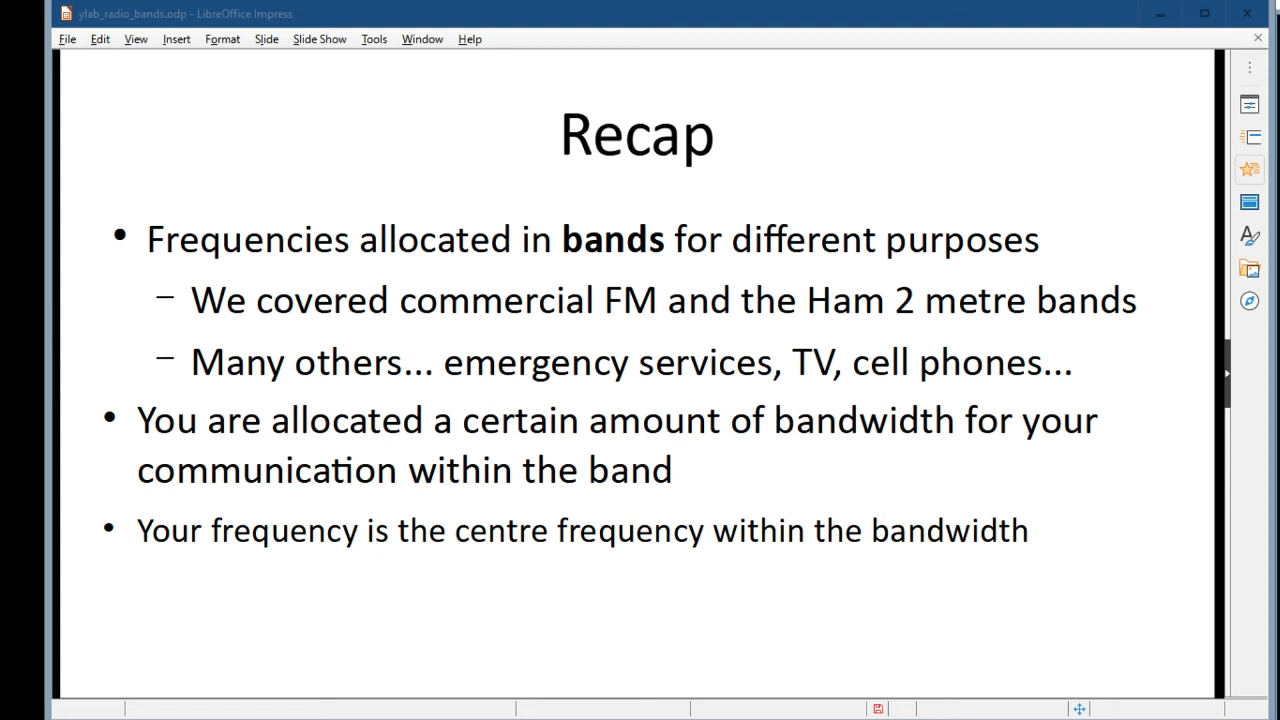 ylab_radio_bands.odp - LibreOffice Impress
File Edit View Insert Format Slide Slide Show Tools Window Help
Recap
• Frequencies allocated in bands for different purposes
– We covered commercial FM and the Ham 2 metre bands
– Many others... emergency services, TV, cell phones...
• You are allocated a certain amount of bandwidth for your
communication within the band
• Your frequency is the centre frequency within the bandwidth